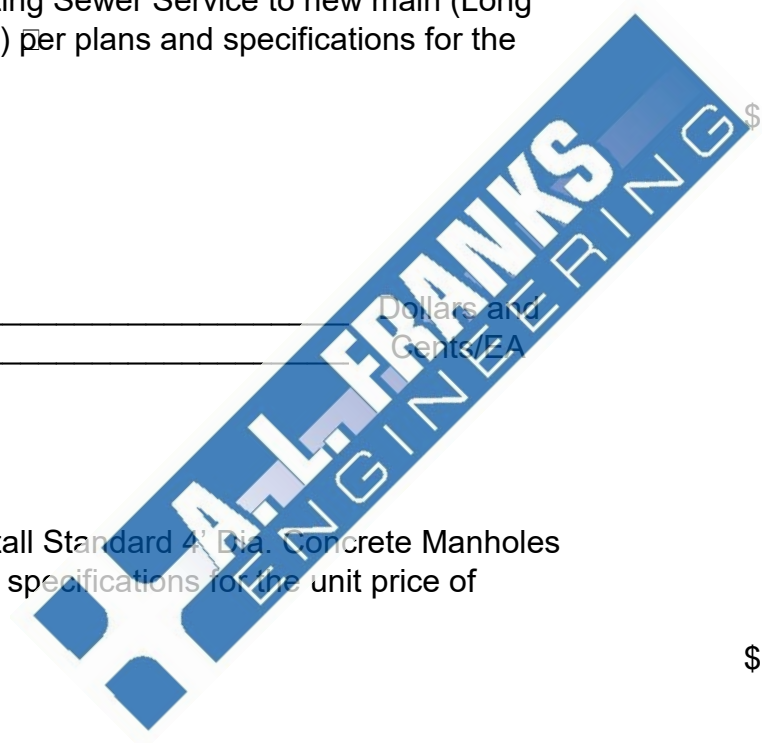 ing Sewer Service to new main (Long
) per plans and specifications for the
$
Dollars and
Cents/EA
A.L. FRANKS
ENGINEERING
tall Standard 4’ Dia. Concrete Manholes
specifications for the unit price of
$